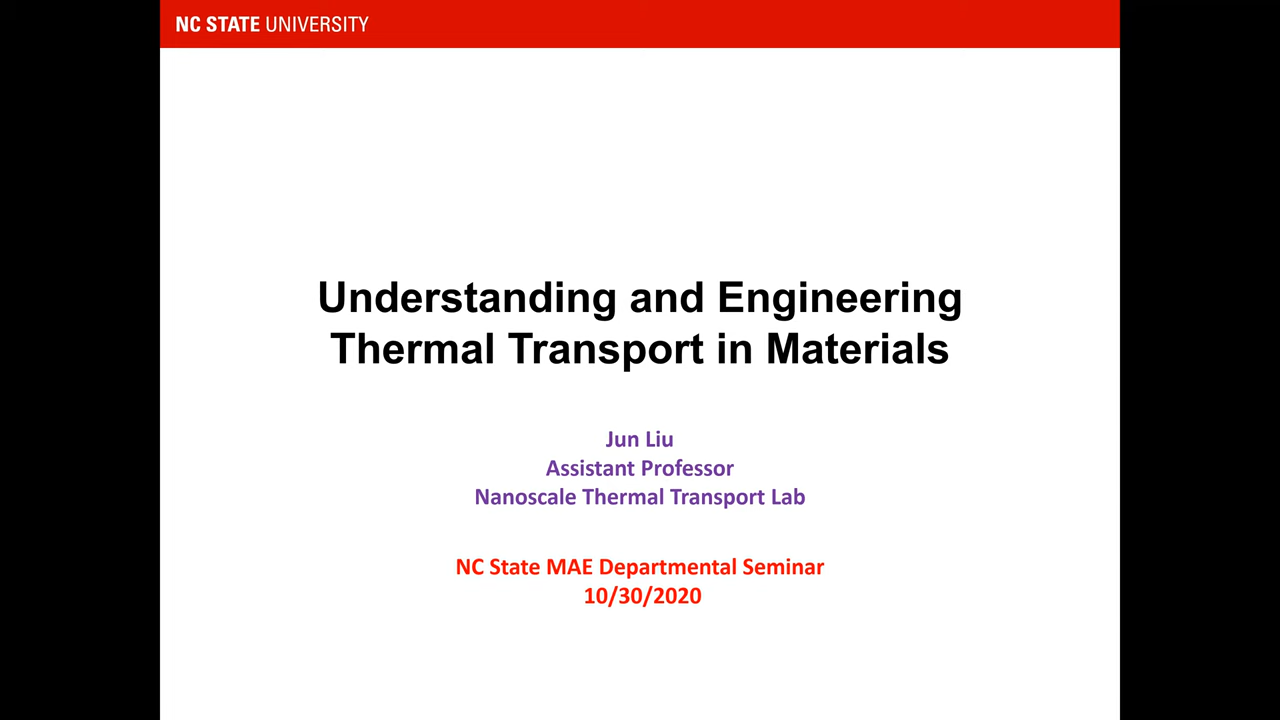 NC STATE UNIVERSITY
Understanding and Engineering
Thermal Transport in Materials
Jun Liu
Assistant Professor
Nanoscale Thermal Transport Lab
NC State MAE Departmental Seminar
10/30/2020